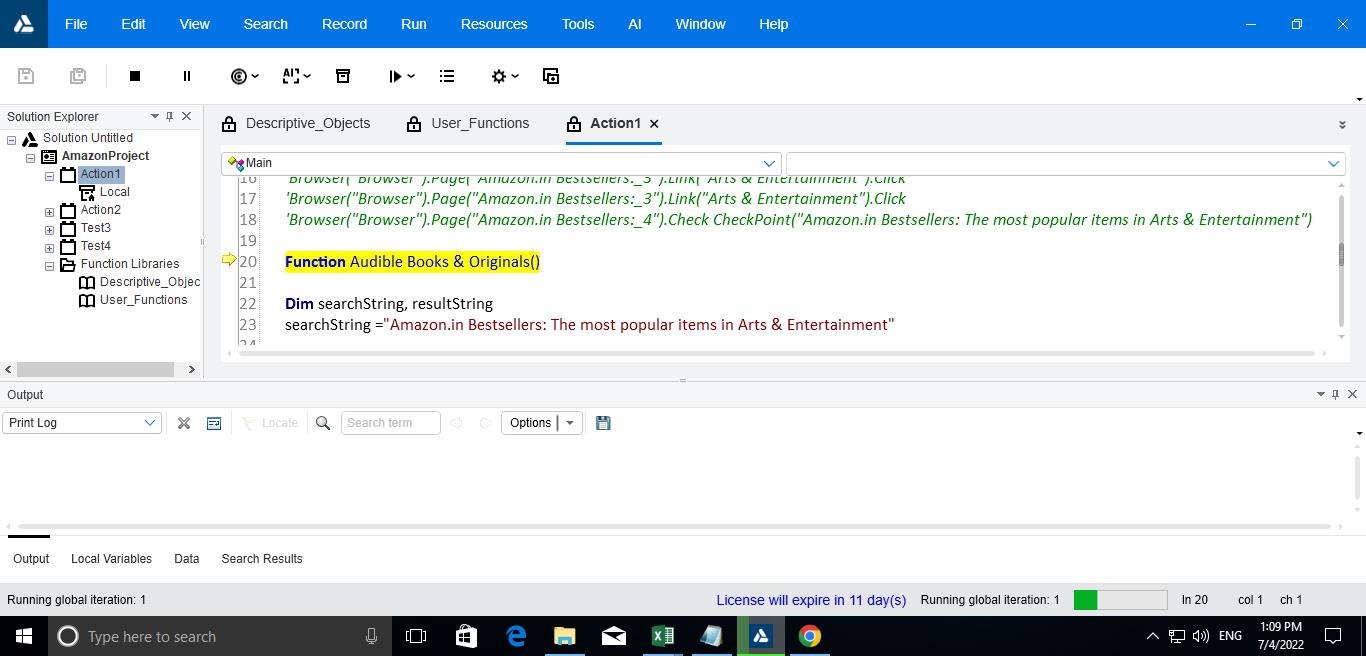 File Edit View Search Record Run Resources Tools AI Window Help
Solution Explorer
Solution Untitled
AmazonProject
Action1
Local
Action2
Test3
Test4
Function Libraries
Descriptive_Objec
User_Functions
Descriptive_Objects User_Functions Action1
Main
16 'Browser("Browser").Page("Amazon.in Bestsellers:_3").Link("Arts & Entertainment").Click
17 'Browser("Browser").Page("Amazon.in Bestsellers:_3").Link("Arts & Entertainment").Click
18 'Browser("Browser").Page("Amazon.in Bestsellers:_4").Check CheckPoint("Amazon.in Bestsellers: The most popular items in Arts & Entertainment")
19
20 Function Audible Books & Originals()
21
22 Dim searchString, resultString
23 searchString ="Amazon.in Bestsellers: The most popular items in Arts & Entertainment"
24
Output
Print Log Locate Search term Options
Output Local Variables Data Search Results
Running global iteration: 1 License will expire in 11 day(s) Running global iteration: 1 ln 20 col 1 ch 1
Type here to search ENG 1:09 PM
7/4/2022